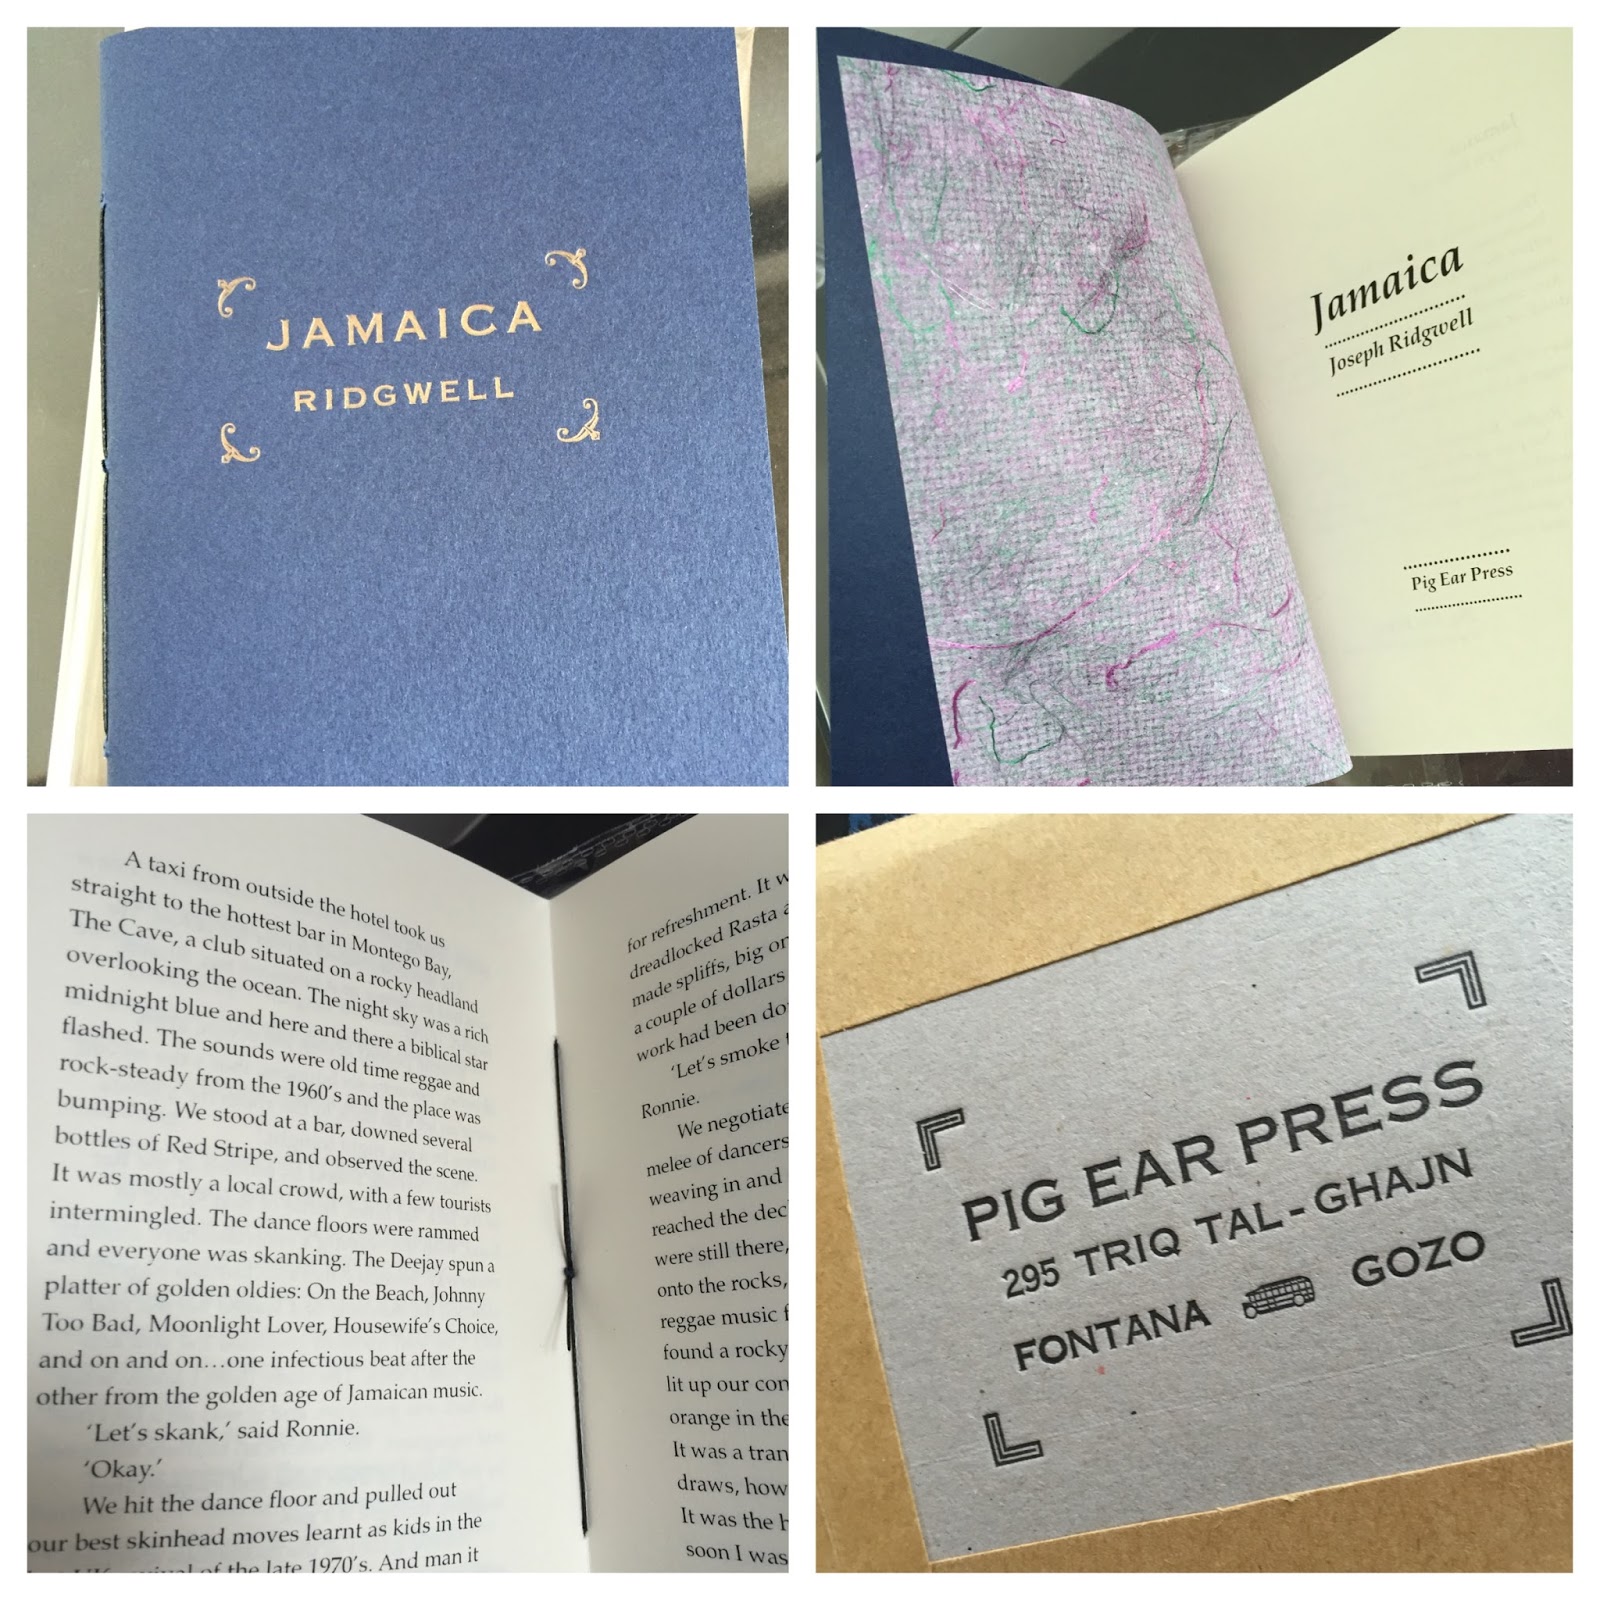 JAMAICA
RIDGWELL
Jamaica
Joseph Ridgwell
Pig Ear Press
A taxi from outside the hotel took us
straight to the hottest bar in Montego Bay,
The Cave, a club situated on a rocky headland
overlooking the ocean. The night sky was a rich
midnight blue and here and there a biblical star
flashed. The sounds were old time reggae and
rock-steady from the 1960's and the place was
bumping. We stood at a bar, downed several
bottles of Red Stripe, and observed the scene.
It was mostly a local crowd, with a few tourists
intermingled. The dance floors were rammed
and everyone was skanking. The Deejay spun a
platter of golden oldies: On the Beach, Johnny
Too Bad, Moonlight Lover, Housewife's Choice,
and on and on…one infectious beat after the
other from the golden age of Jamaican music.
'Let's skank,' said Ronnie.
'Okay.'
We hit the dance floor and pulled out
our best skinhead moves learnt as kids in the
of the late 1970's. And man it
for refreshment. It
dreadlocked Rasta
made spliffs, big
a couple of dollars
work had been
'Let's smoke
Ronnie.
We negotiate
melee of dancers
weaving in and
reached the
were still there,
onto the rocks,
reggae music
found a rocky
lit up our
orange in the
It was a
draws, how
It was the
soon I was
PIG EAR PRESS
295 TRIQ TAL-GHAJN
FONTANA GOZO